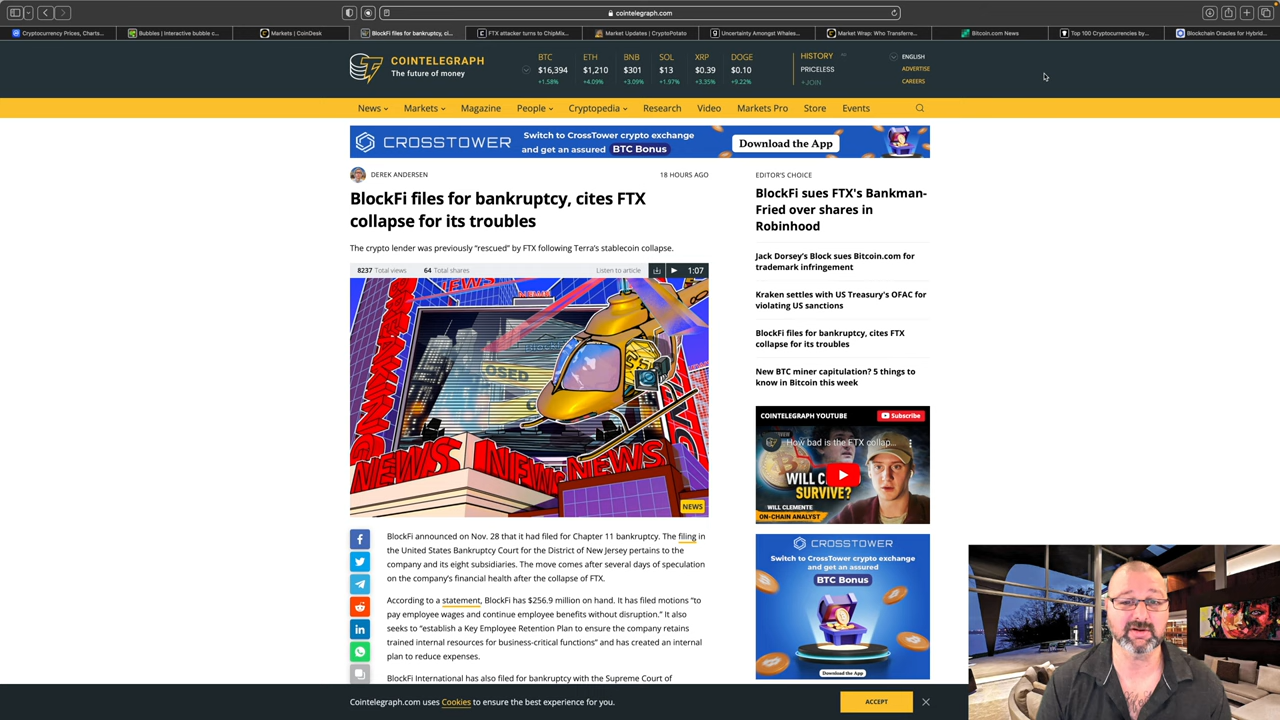 cointelegraph.com
Cryptocurrency Prices, Charts...
Bubbles | Interactive bubble c...
Markets | CoinDesk
BlockFi files for bankruptcy, ci...
FTX attacker turns to ChipMix...
Market Updates | CryptoPotato
Uncertainty Amongst Whales...
Market Wrap: Who Transferre...
Bitcoin.com News
Top 100 Cryptocurrencies by...
Blockchain Oracles for Hybrid...
COINTELEGRAPH
The future of money
BTC ETH BNB SOL XRP DOGE
$16,394 $1,210 $301 $13 $0.39 $0.10
+1.58% +4.09% +3.09% +1.97% +3.35% +9.22%
HISTORY
PRICELESS
+JOIN
ENGLISH
ADVERTISE
CAREERS
News Markets Magazine People Cryptopedia Research Video Markets Pro Store Events
CROSSTOWER
Switch to CrossTower crypto exchange
and get an assured BTC Bonus
Download the App
DEREK ANDERSEN
18 HOURS AGO
BlockFi files for bankruptcy, cites FTX
collapse for its troubles
The crypto lender was previously “rescued” by FTX following Terra’s stablecoin collapse.
8237 Total views 64 Total shares Listen to article 1:07
NEWS NEWS NEWS
NEWS
BlockFi announced on Nov. 28 that it had filed for Chapter 11 bankruptcy. The filing in
the United States Bankruptcy Court for the District of New Jersey pertains to the
company and its eight subsidiaries. The move comes after several days of speculation
on the company’s financial health after the collapse of FTX.
According to a statement, BlockFi has $256.9 million on hand. It has filed motions “to
pay employee wages and continue employee benefits without disruption.” It also
seeks to “establish a Key Employee Retention Plan to ensure the company retains
trained internal resources for business-critical functions” and has created an internal
plan to reduce expenses.
BlockFi International has also filed for bankruptcy with the Supreme Court of
EDITOR'S CHOICE
BlockFi sues FTX's Bankman-
Fried over shares in
Robinhood
Jack Dorsey’s Block sues Bitcoin.com for
trademark infringement
Kraken settles with US Treasury's OFAC for
violating US sanctions
BlockFi files for bankruptcy, cites FTX
collapse for its troubles
New BTC miner capitulation? 5 things to
know in Bitcoin this week
COINTELEGRAPH YOUTUBE
Subscribe
How bad is the FTX collap...
WILL C
SURVIVE?
WILL CLEMENTE
ON-CHAIN ANALYST
CROSSTOWER
Switch to CrossTower crypto exchange
and get an assured
BTC Bonus
Download the App
Cointelegraph.com uses Cookies to ensure the best experience for you.
ACCEPT